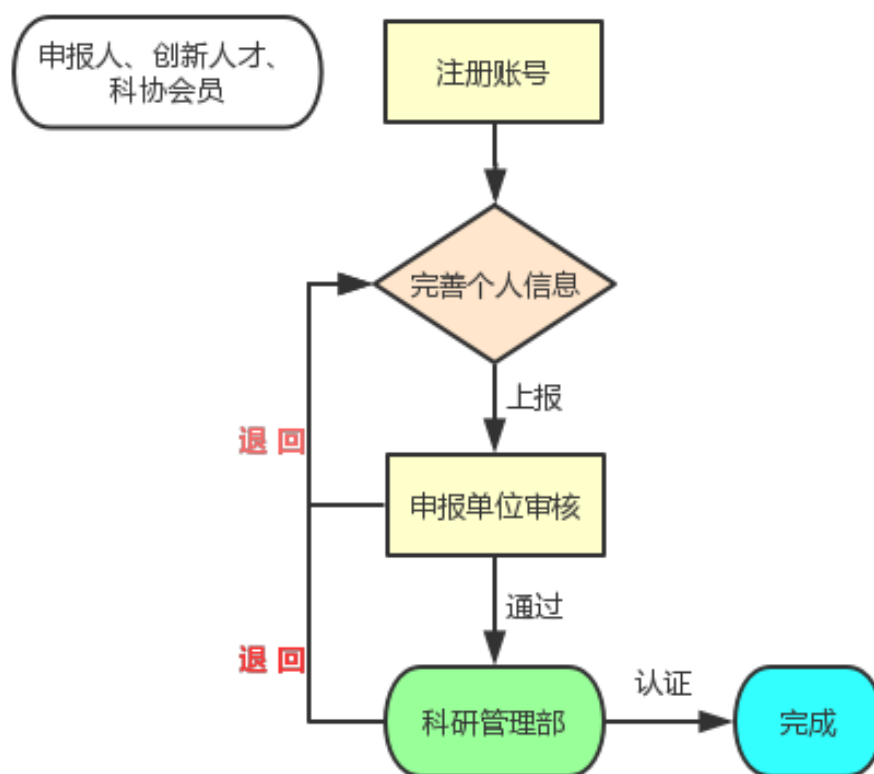 申报人、创新人才、
科协会员
注册账号
完善个人信息
上报
退 回
申报单位审核
通过
退 回
认证
科研管理部
完成